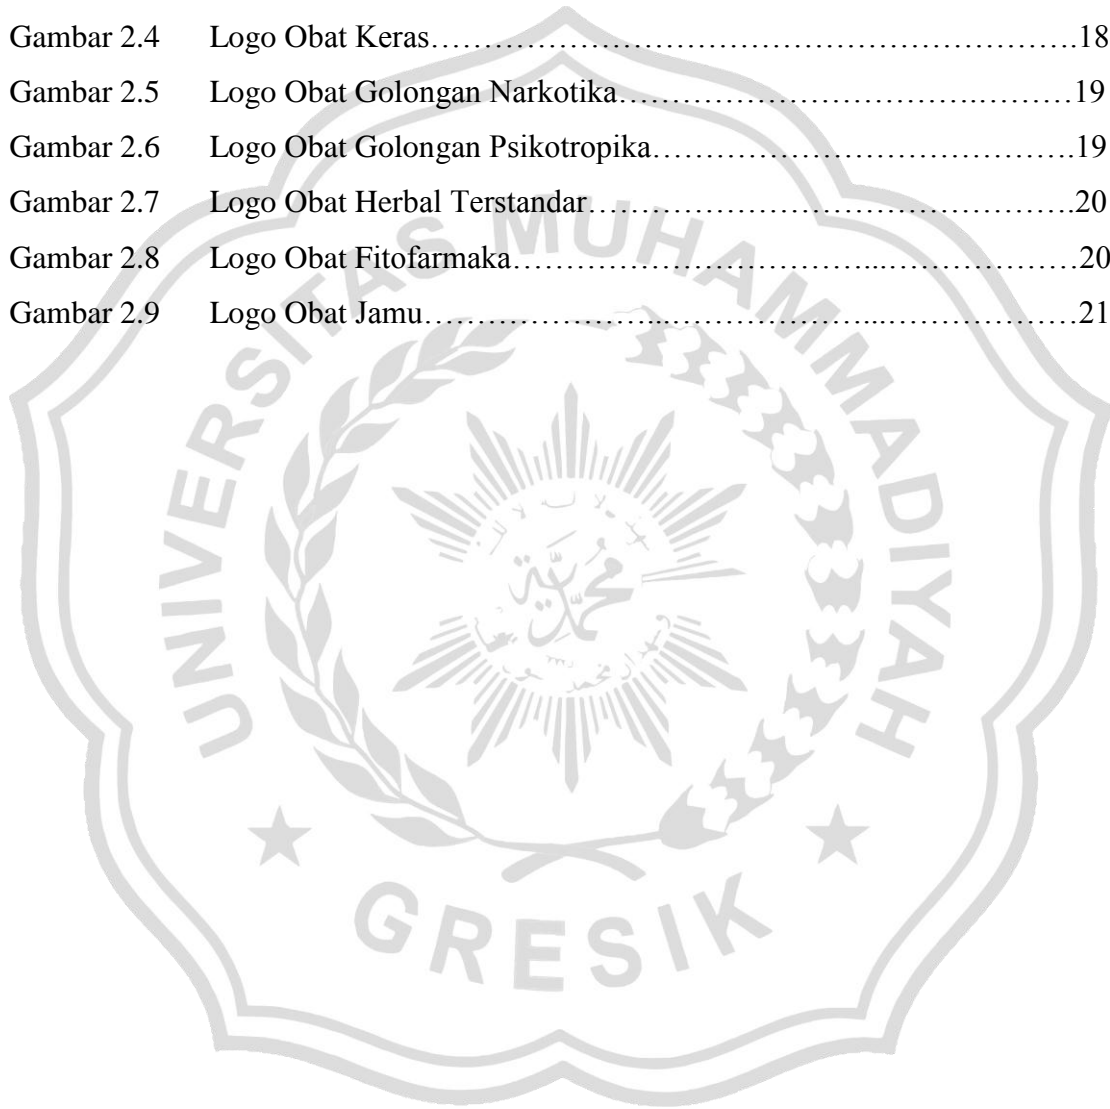 Gambar 2.4 Logo Obat Keras……………………………………………………….18
Gambar 2.5 Logo Obat Golongan Narkotika…………………………….………19
Gambar 2.6 Logo Obat Golongan Psikotropika………………………………….19
Gambar 2.7 Logo Obat Herbal Terstandar……………………………………….20
Gambar 2.8 Logo Obat Fitofarmaka……………………………...………………20
Gambar 2.9 Logo Obat Jamu…………………..………………...………………21
UNIVERSITAS MUHAMMADIYAH
محمدية
GRESIK